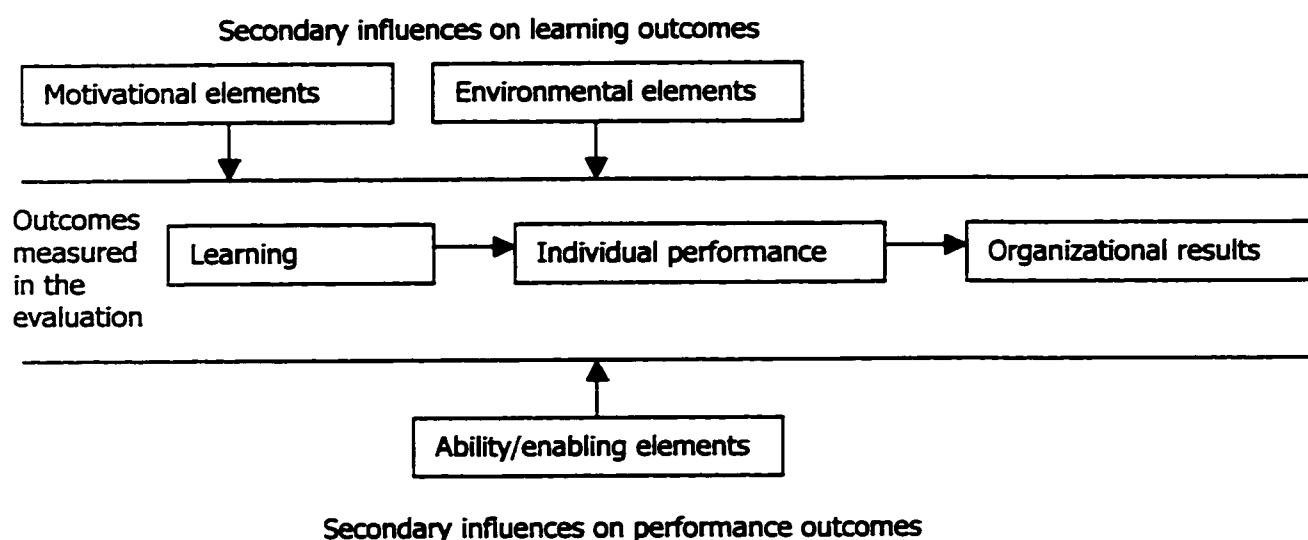 Secondary influences on learning outcomes
Motivational elements
Environmental elements
Outcomes
measured
in the
evaluation
Learning
Individual performance
Organizational results
Ability/enabling elements
Secondary influences on performance outcomes